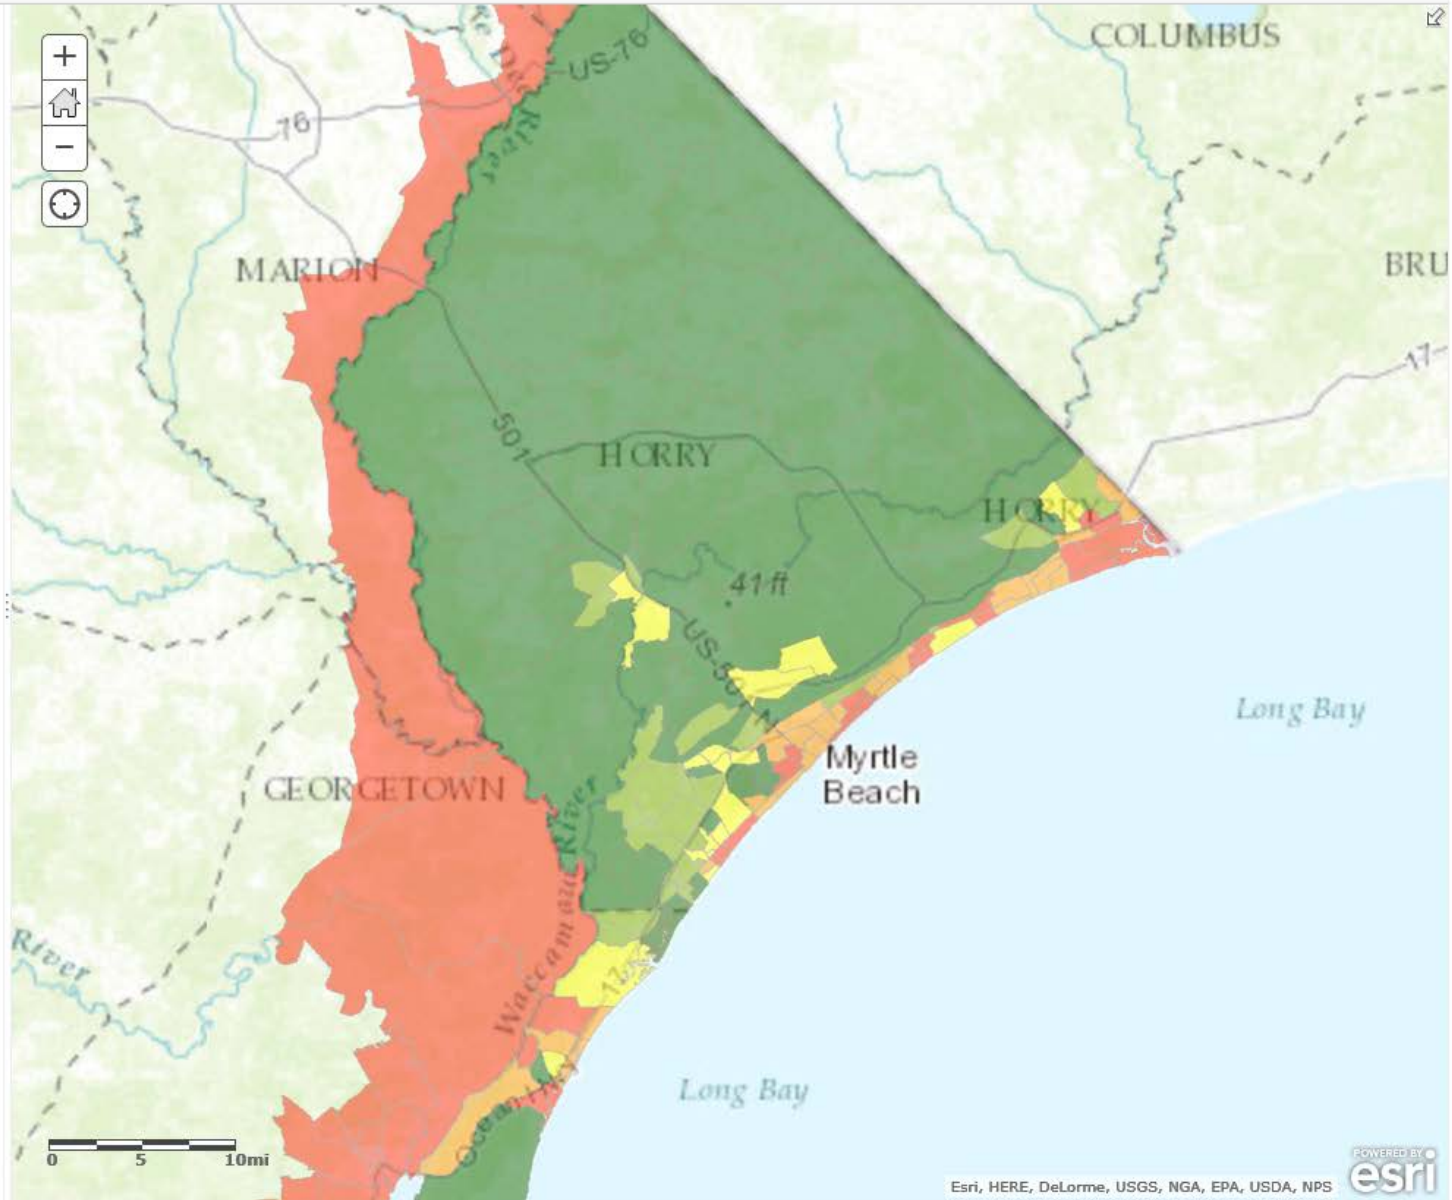 COLUMBUS
Pee Dee River
US-76
76
MARION
BRU
17
501
HORRY
HORRY
41 ft
US-501 N
Long Bay
Myrtle
Beach
GEORGETOWN
Waccamaw River
River
17
Ocean Hwy
Long Bay
0 5 10mi
POWERED BY
esri
Esri, HERE, DeLorme, USGS, NGA, EPA, USDA, NPS